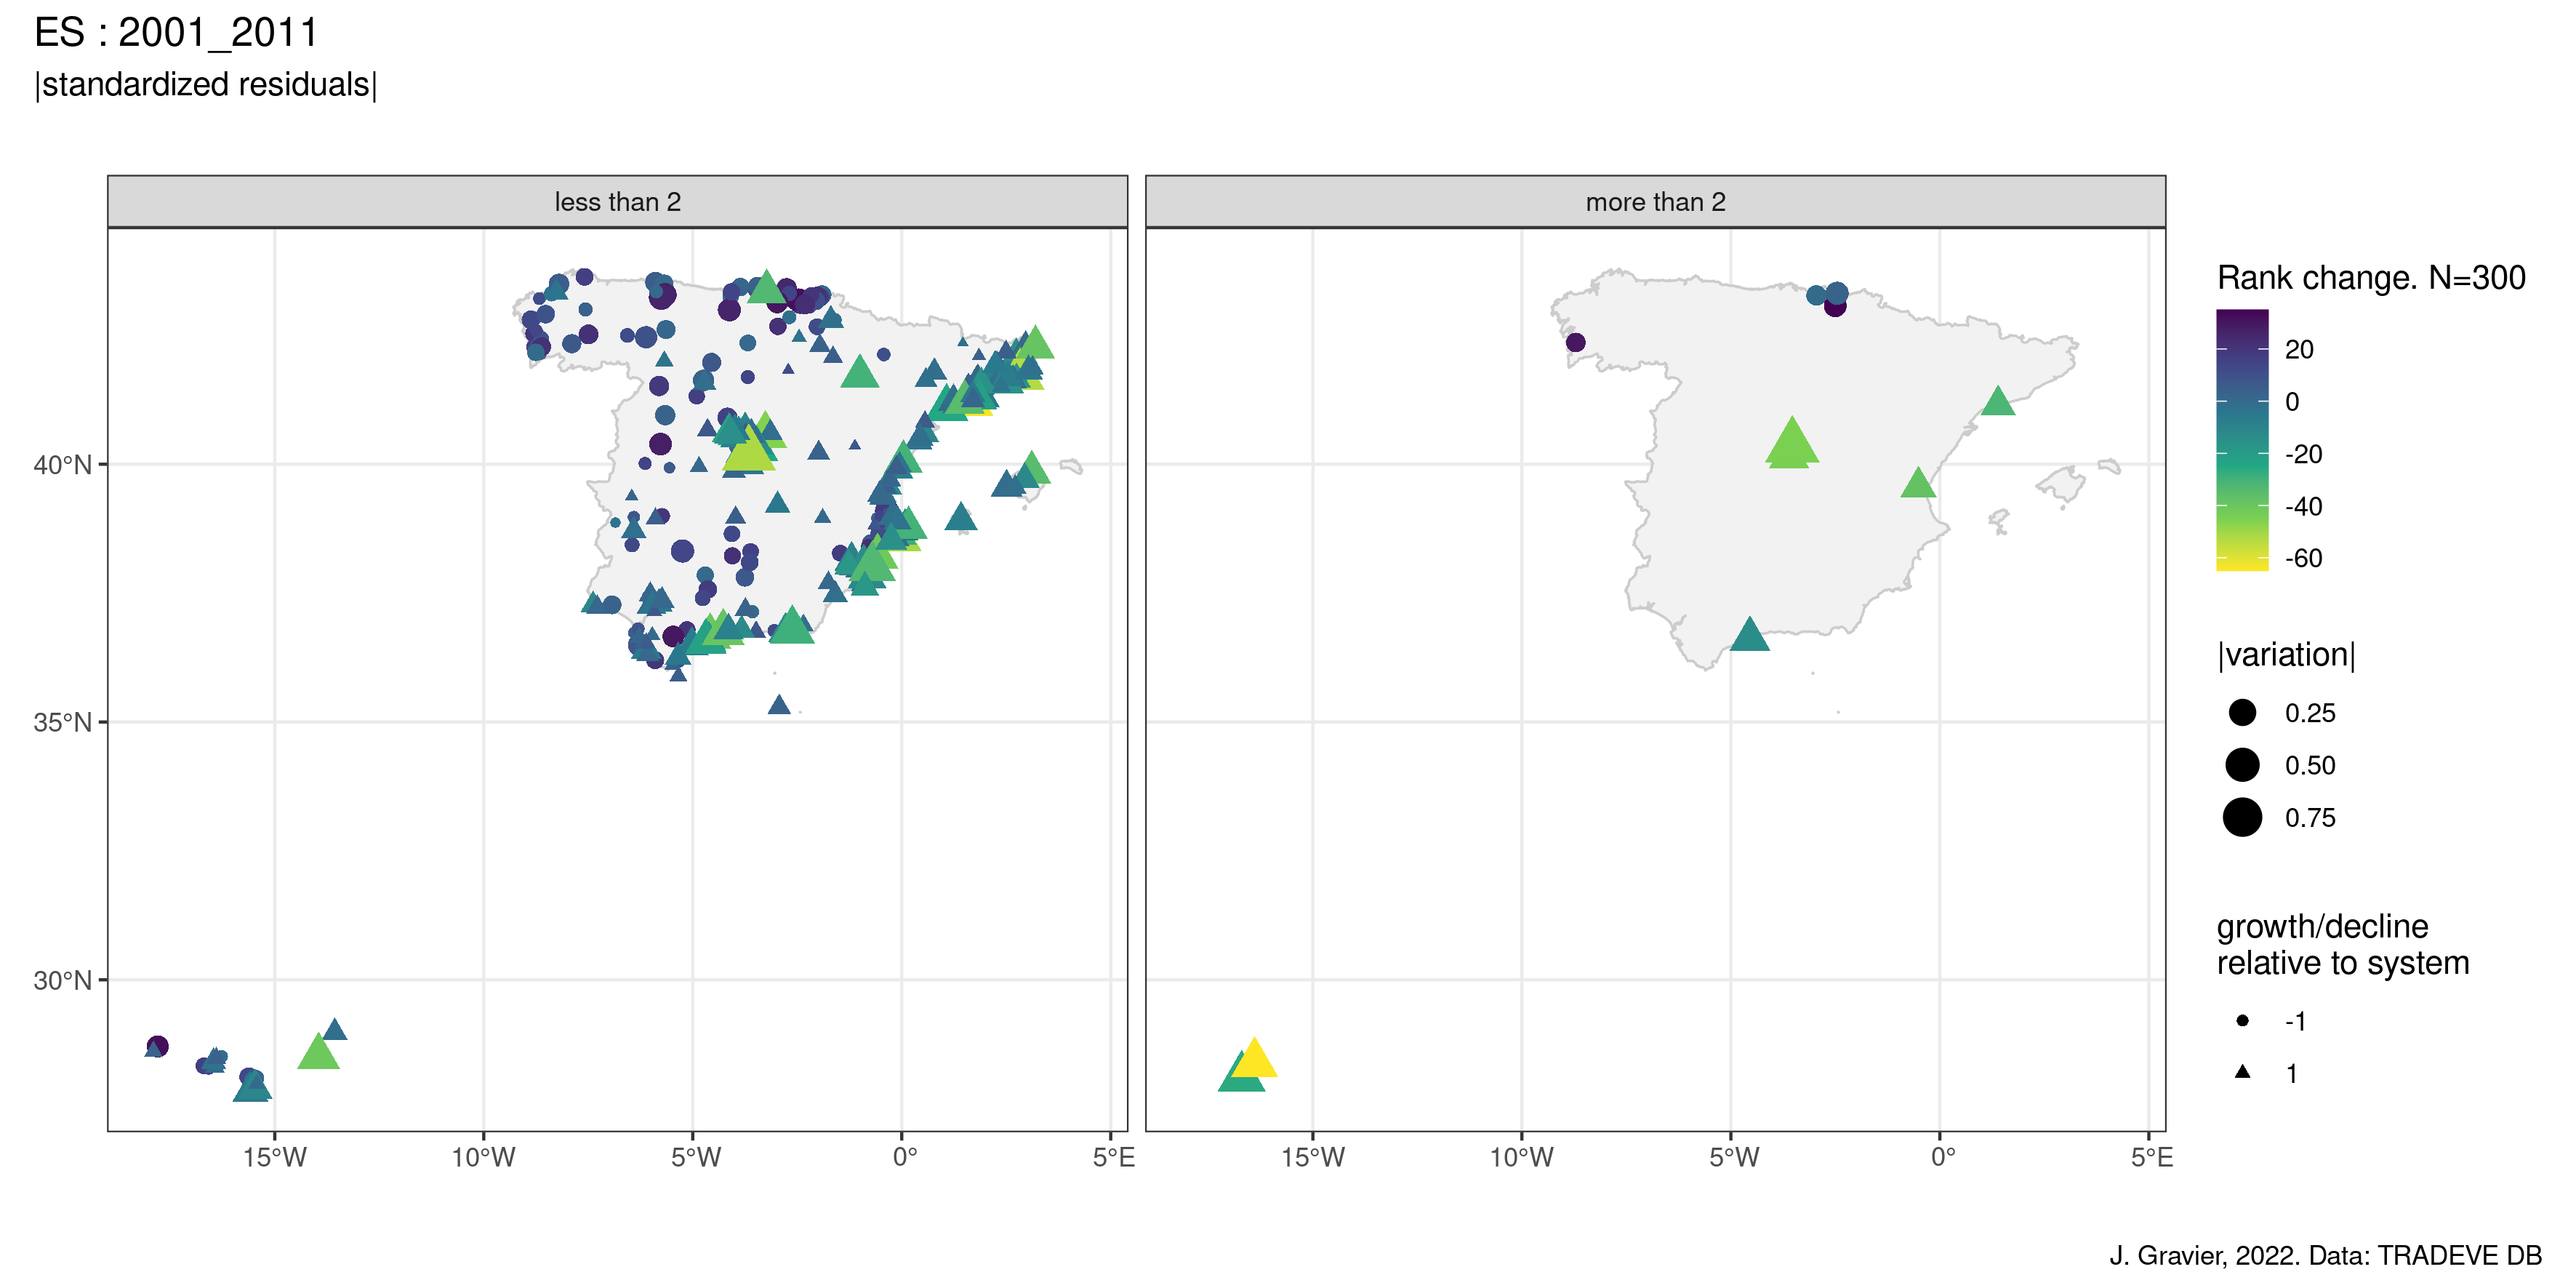 ES : 2001_2011
|standardized residuals|
less than 2
more than 2
40°N
35°N
30°N
15°W
10°W
5°W
0°
5°E
15°W
10°W
5°W
0°
5°E
Rank change. N=300
20
0
-20
-40
-60
|variation|
0.25
0.50
0.75
growth/decline
relative to system
-1
1
J. Gravier, 2022. Data: TRADEVE DB